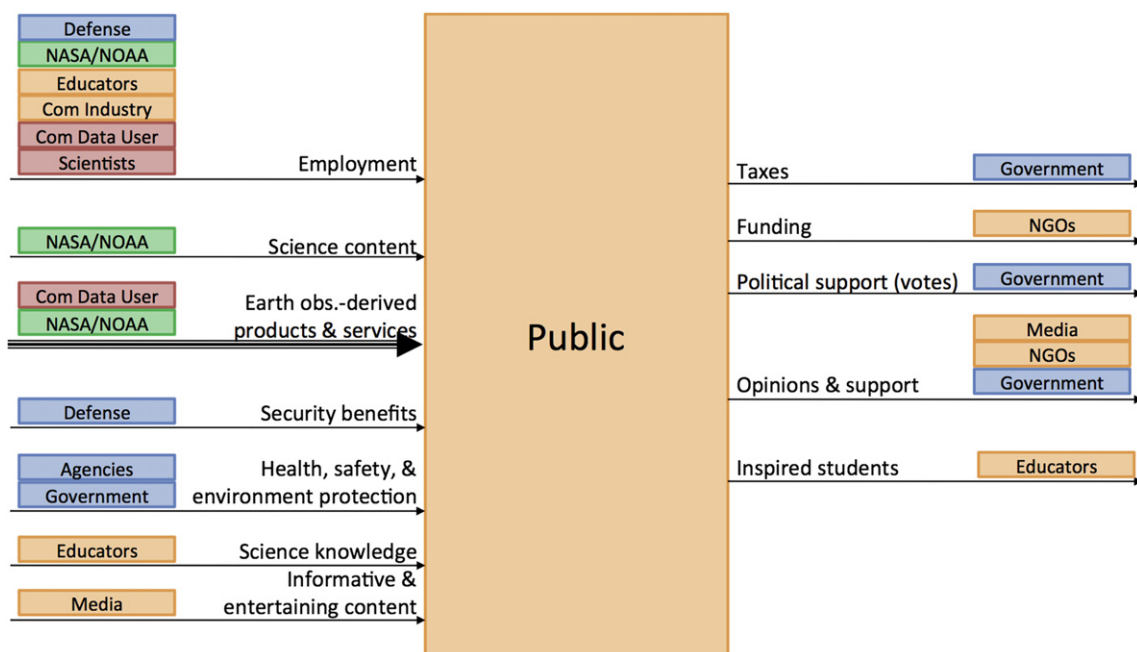 Defense
NASA/NOAA
Educators
Com Industry
Com Data User
Scientists
Employment
NASA/NOAA
Science content
Com Data User
NASA/NOAA
Earth obs.-derived
products & services
Defense
Security benefits
Agencies
Government
Health, safety, &
environment protection
Educators
Science knowledge
Media
Informative &
entertaining content
Public
Taxes
Government
Funding
NGOs
Political support (votes)
Government
Opinions & support
Media
NGOs
Government
Inspired students
Educators